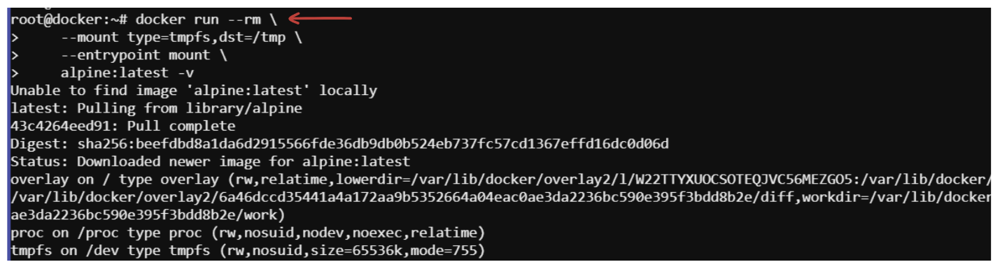 root@docker:~# docker run --rm \
>      --mount type=tmpfs,dst=/tmp \
>      --entrypoint mount \
>      alpine:latest -v
Unable to find image 'alpine:latest' locally
latest: Pulling from library/alpine
43c4264eed91: Pull complete
Digest: sha256:beefdbd8a1da6d2915566fde36db9db0b524eb737fc57cd1367effd16dc0d06d
Status: Downloaded newer image for alpine:latest
overlay on / type overlay (rw,relatime,lowerdir=/var/lib/docker/overlay2/l/W22TTYXUOCSOTEQJVC56MEZGO5:/var/lib/docker/
/var/lib/docker/overlay2/6a46dccd35441a4a172aa9b5352664a04eac0ae3da2236bc590e395f3bdd8b2e/diff,workdir=/var/lib/docker
ae3da2236bc590e395f3bdd8b2e/work)
proc on /proc type proc (rw,nosuid,nodev,noexec,relatime)
tmpfs on /dev type tmpfs (rw,nosuid,size=65536k,mode=755)